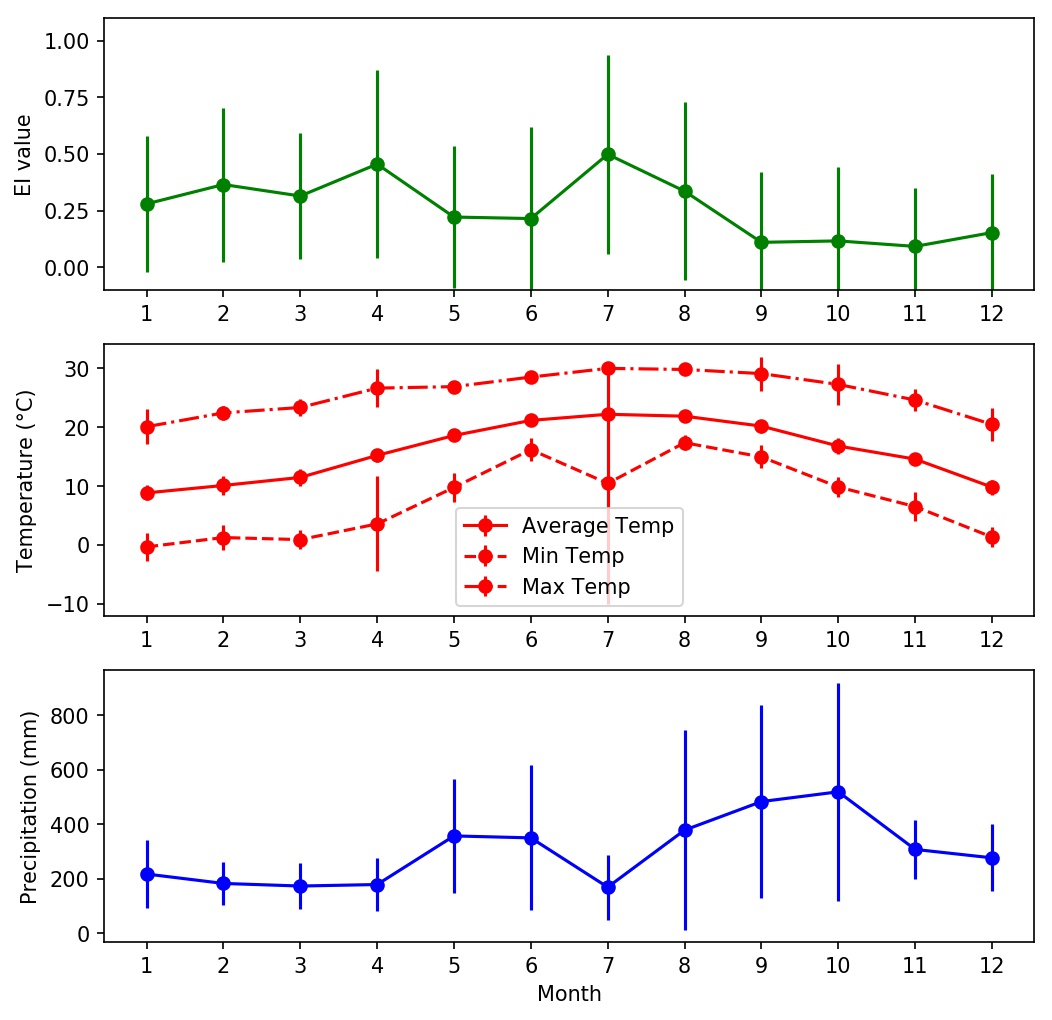 EI value
1.00
0.75
0.50
0.25
0.00
1 2 3 4 5 6 7 8 9 10 11 12
Temperature (°C)
30
20
10
0
−10
Average Temp
Min Temp
Max Temp
1 2 3 4 5 6 7 8 9 10 11 12
Precipitation (mm)
800
600
400
200
0
1 2 3 4 5 6 7 8 9 10 11 12
Month